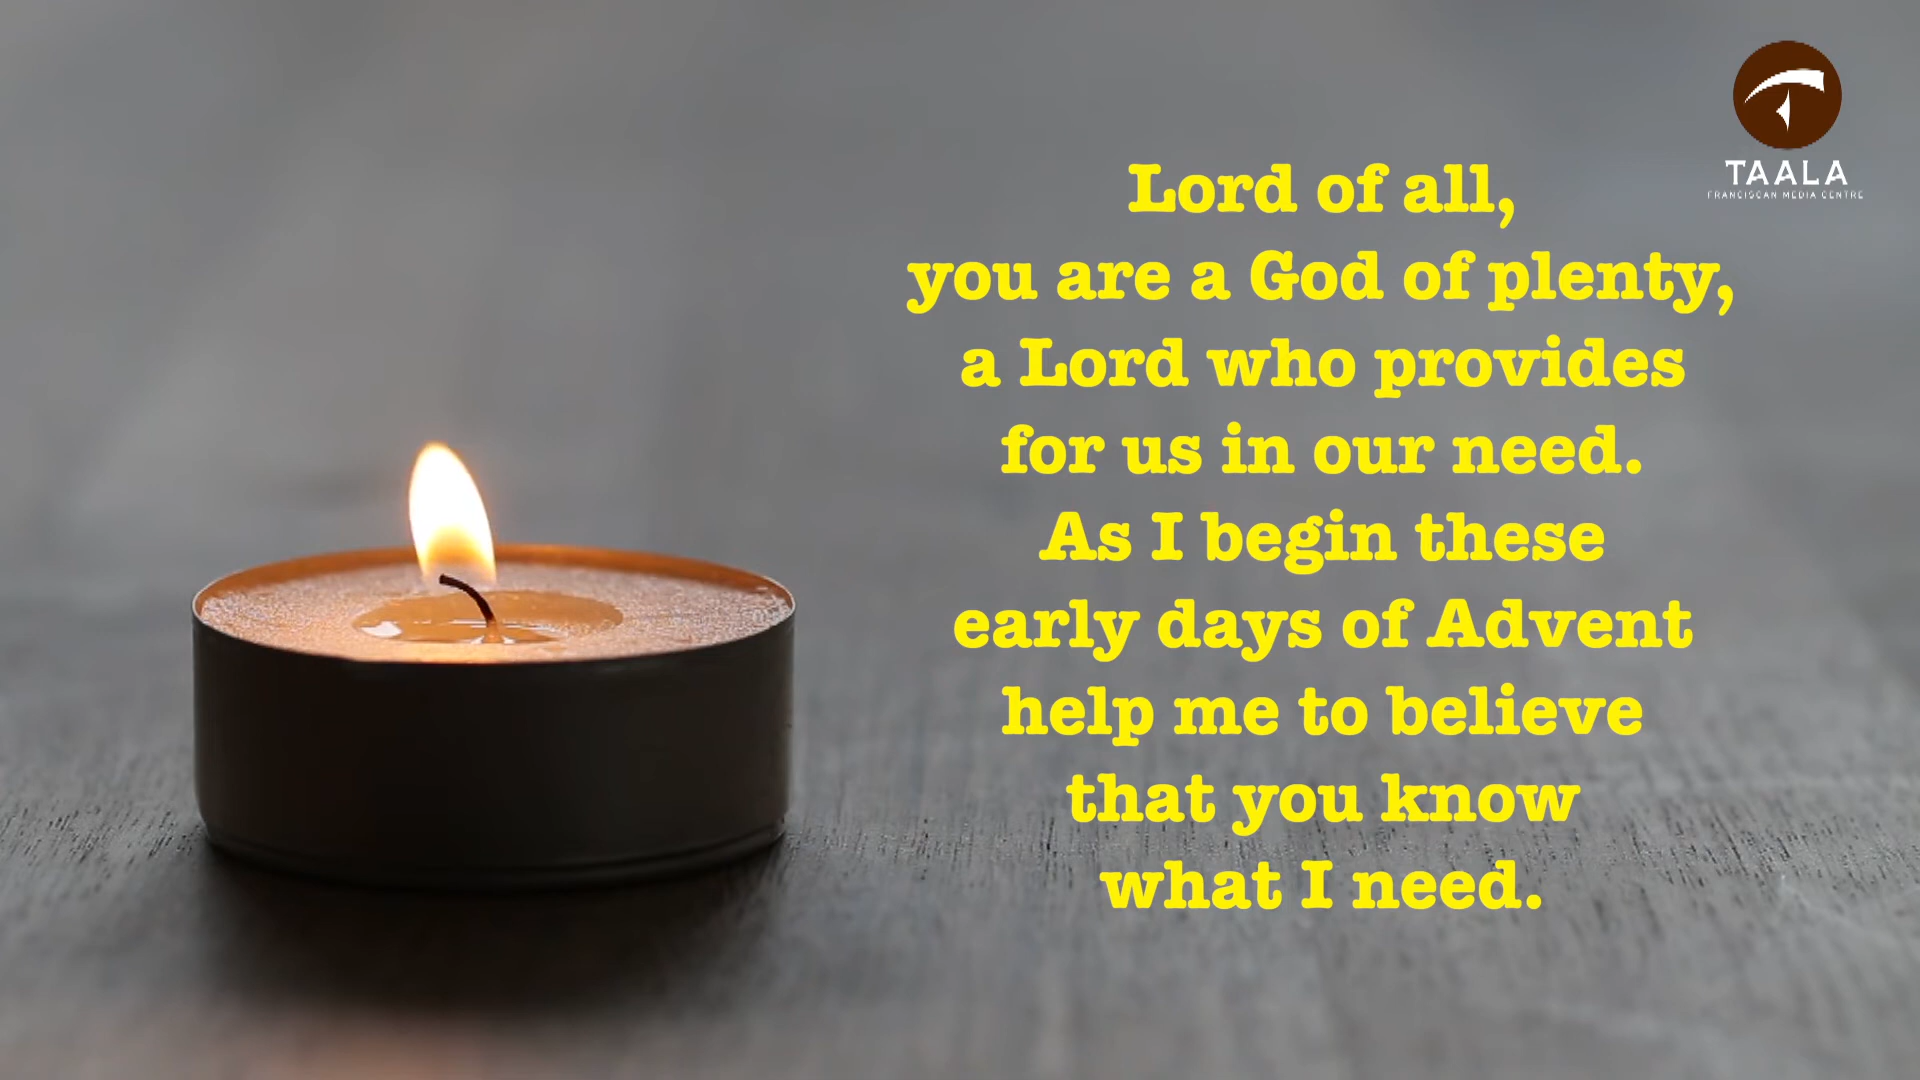 TAALA
FRANCISCAN MEDIA CENTRE
Lord of all,
you are a God of plenty,
a Lord who provides
for us in our need.
As I begin these
early days of Advent
help me to believe
that you know
what I need.